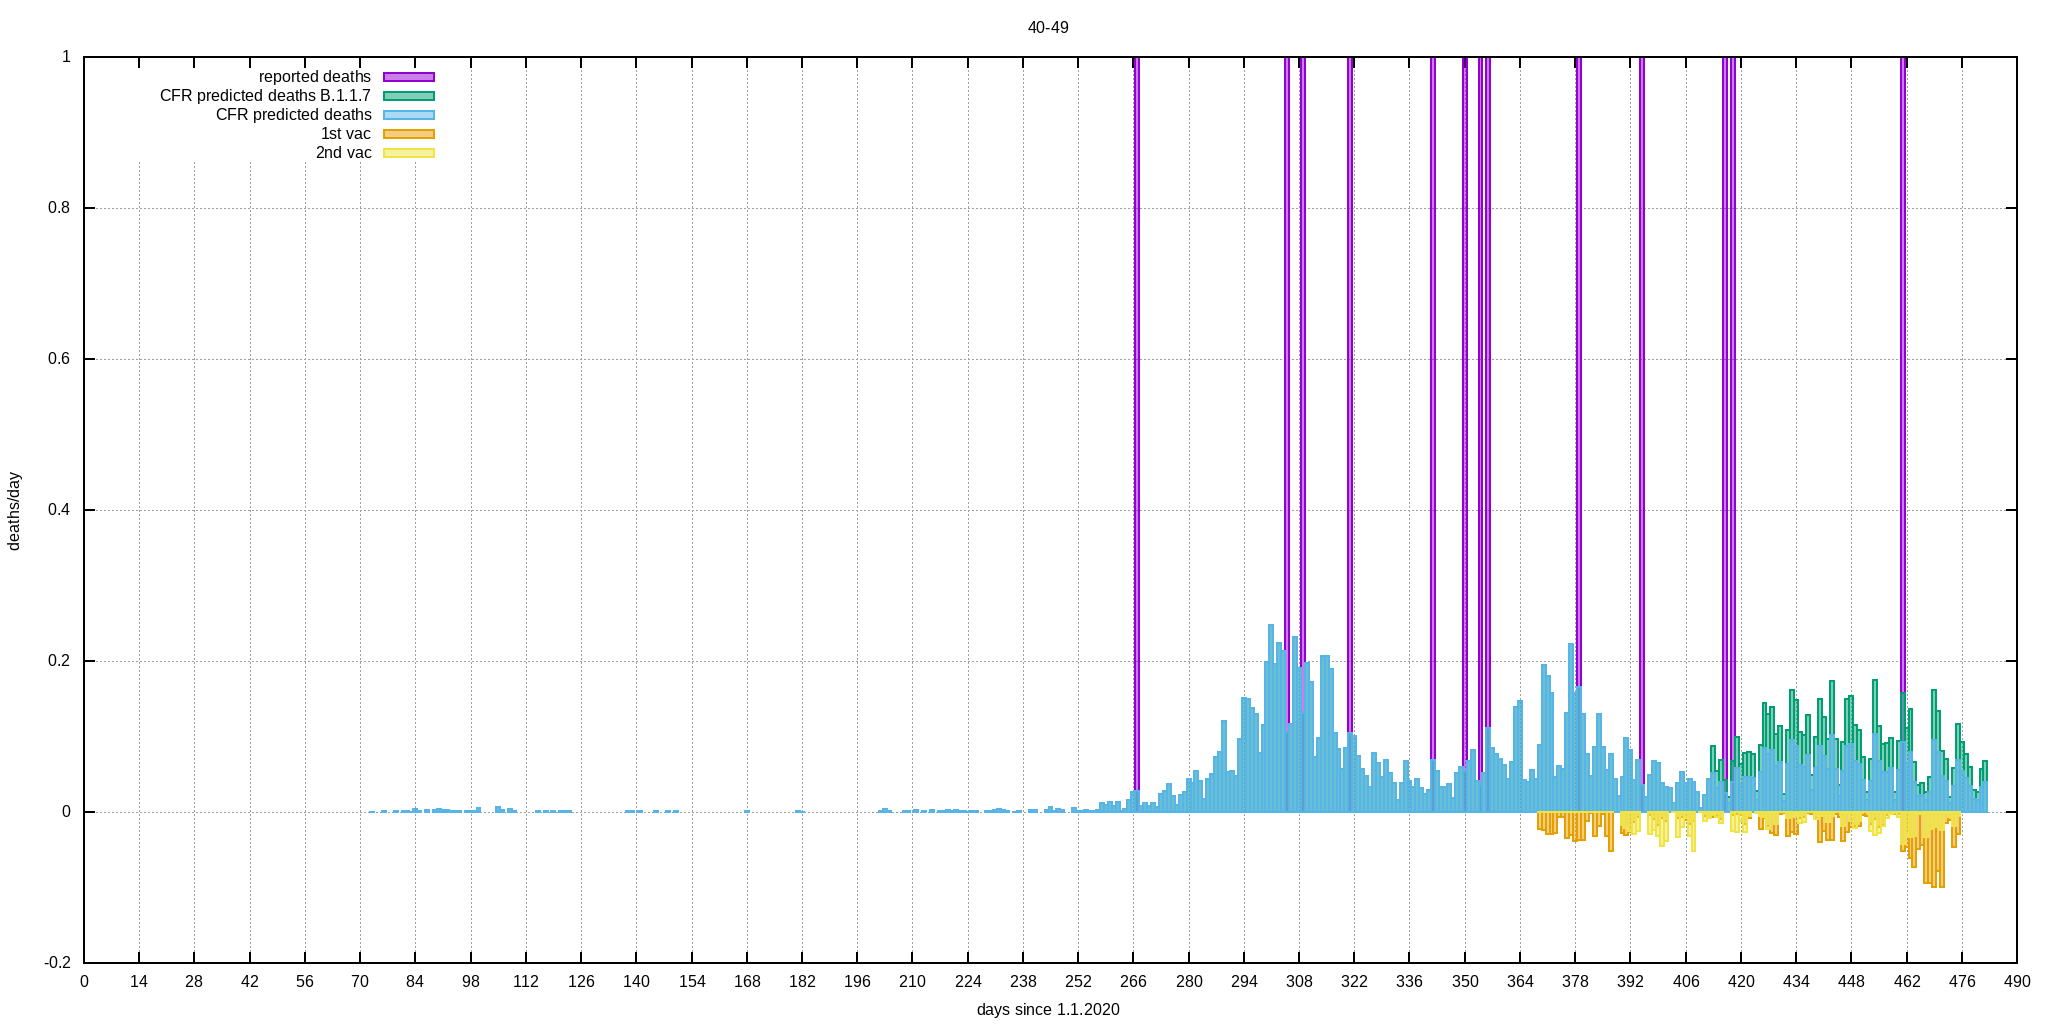 40-49
1
reported deaths
CFR predicted deaths B.1.1.7
CFR predicted deaths
1st vac
2nd vac
0.8
0.6
0.4
0.2
0
-0.2
deaths/day
0 14 28 42 56 70 84 98 112 126 140 154 168 182 196 210 224 238 252 266 280 294 308 322 336 350 364 378 392 406 420 434 448 462 476 490
days since 1.1.2020